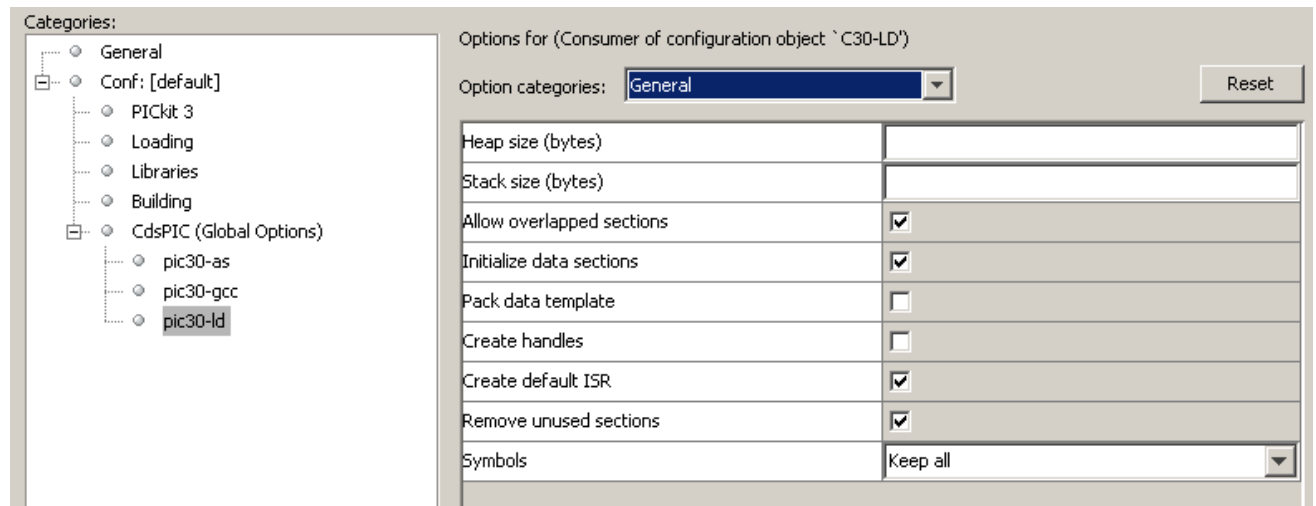 Categories:
General
Conf: [default]
PICkit 3
Loading
Libraries
Building
CdsPIC (Global Options)
pic30-as
pic30-gcc
pic30-ld
Options for (Consumer of configuration object `C30-LD')
Option categories: General Reset
Heap size (bytes)
Stack size (bytes)
Allow overlapped sections
Initialize data sections
Pack data template
Create handles
Create default ISR
Remove unused sections
Symbols Keep all